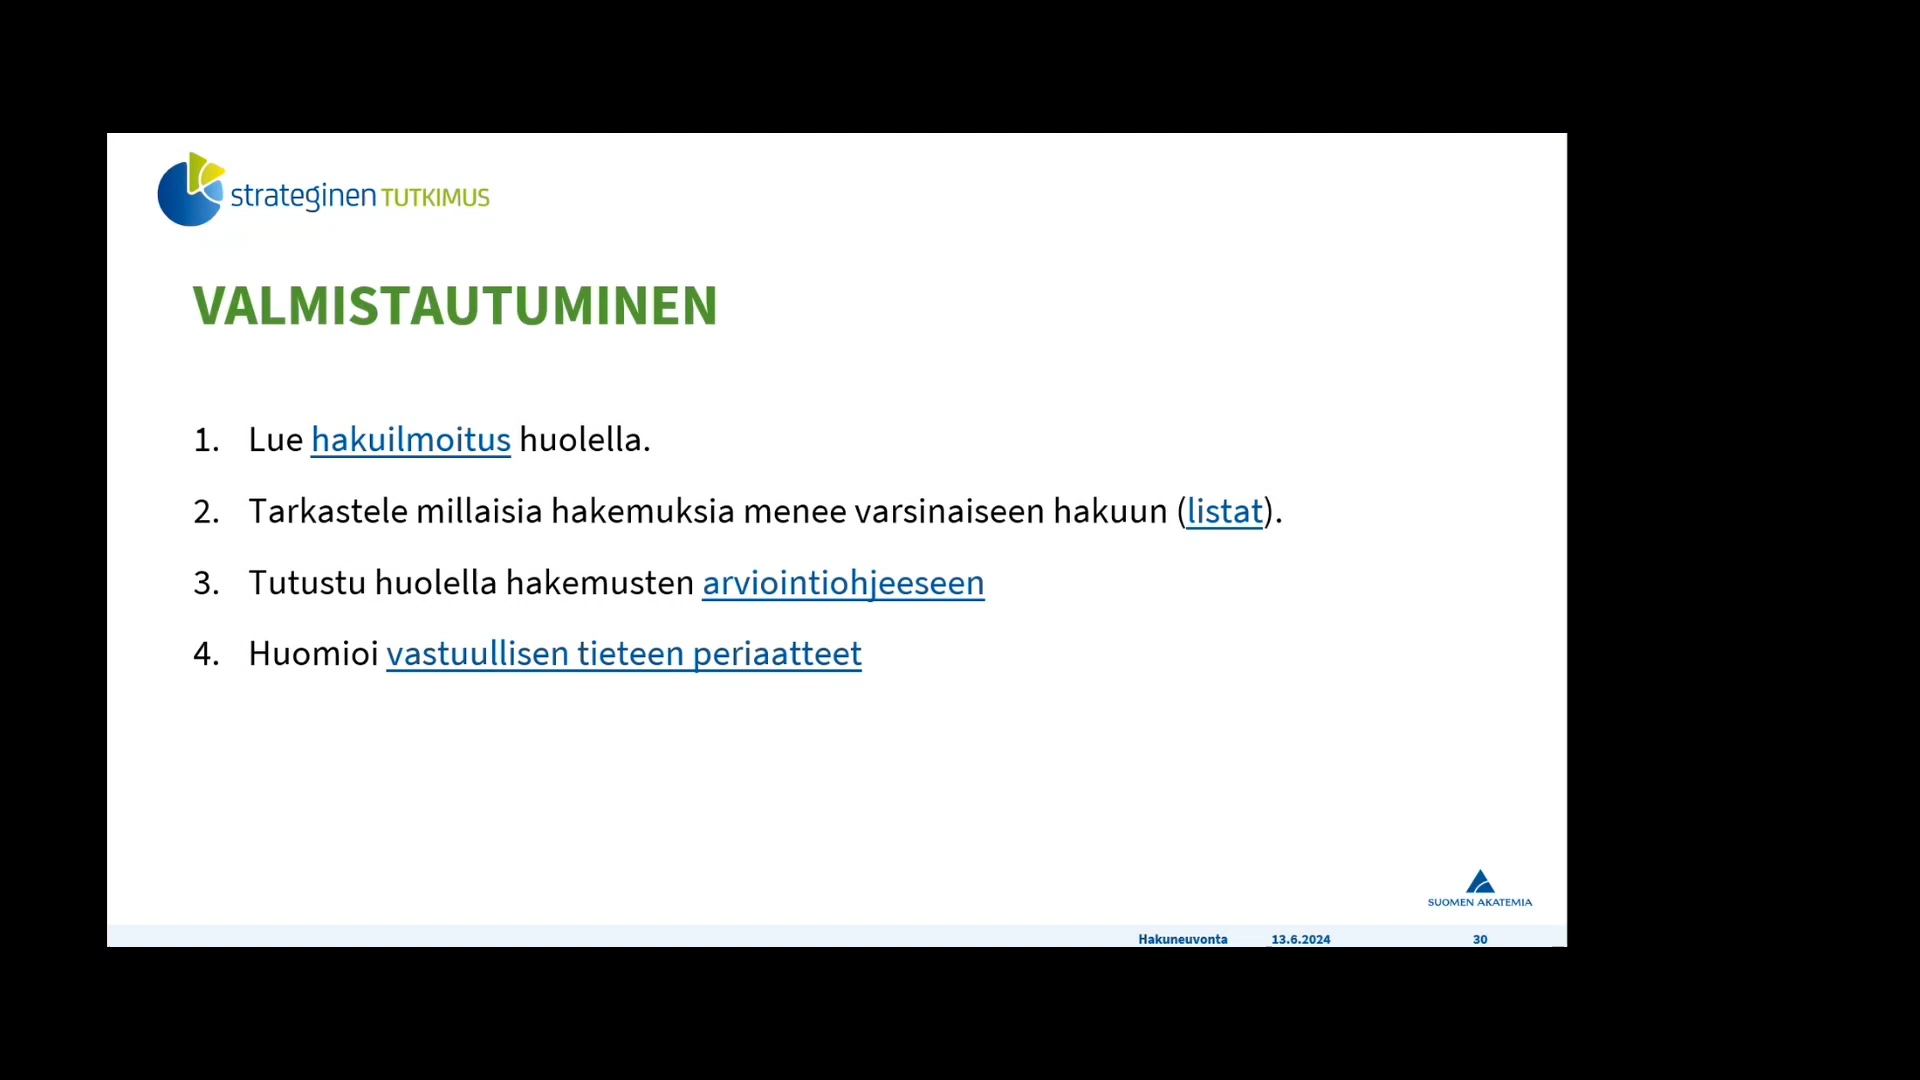 strateginen TUTKIMUS
VALMISTAUTUMINEN
1. Lue hakuilmoitus huolella.
2. Tarkastele millaisia hakemuksia menee varsinaiseen hakuun (listat).
3. Tutustu huolella hakemusten arviointiohjeeseen
4. Huomioi vastuullisen tieteen periaatteet
SUOMEN AKATEMIA
Hakuneuvonta 13.6.2024 30